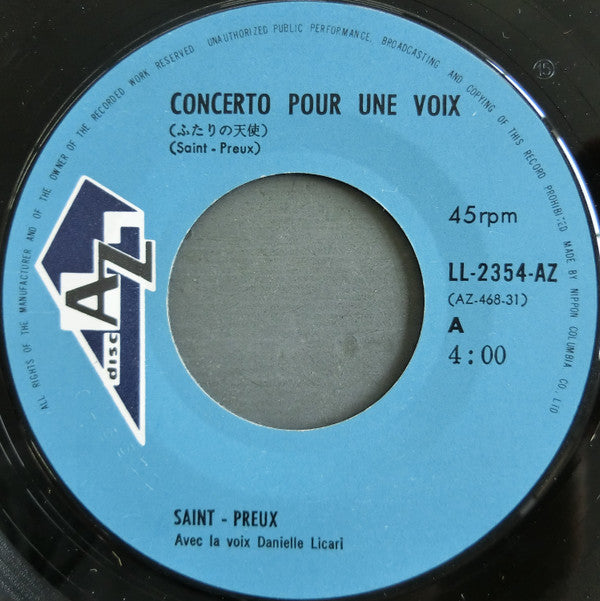 ALL RIGHTS OF THE MANUFACTURER AND OF THE OWNER OF THE RECORDED WORK RESERVED UNAUTHORIZED PUBLIC PERFORMANCE, BROADCASTING AND COPYING OF THIS RECORD PROHIBITED MADE BY NIPPON COLUMBIA CO., LTD
15
CONCERTO POUR UNE VOIX
(ふたりの天使)
(Saint - Preux)
disc AZ
45rpm
LL-2354-AZ
(AZ-468-31)
A
4:00
SAINT - PREUX
Avec la voix Danielle Licari